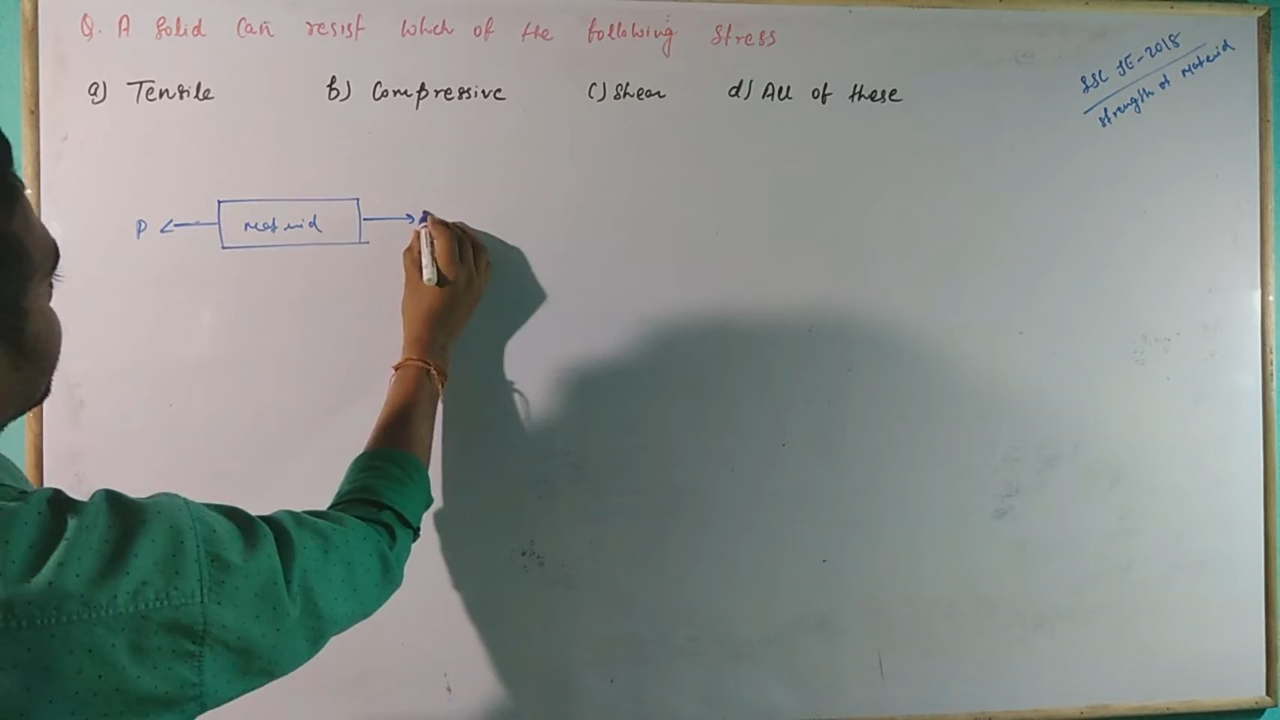 Q. A Solid Can resist which of the following Stress
a) Tensile b) Compressive c) Shear d) All of these
SSC JE-2018
Strength of Material
P Material